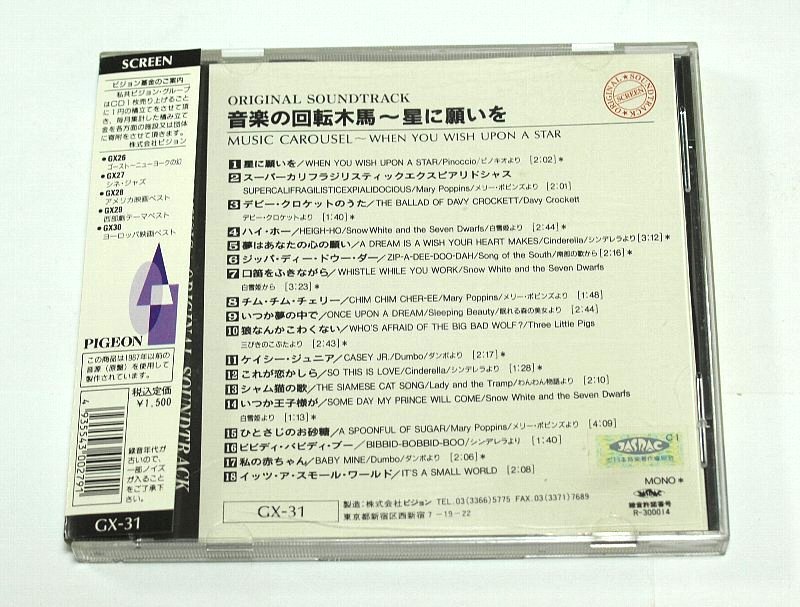 SCREEN
ピジョン基金のご案内
私共ピジョン・グループ
はCD1枚売り上げるごと
に1円の積立てをさせて頂
き、毎月集計した積み立て
金を各方面の施設又は団体
に寄附をさせて頂きます。
株式会社ピジョン
●GX26
ゴースト〜ニューヨークの幻
●GX27
シネ・ジャズ
●GX28
アメリカ映画ベスト
●GX29
西部劇テーマベスト
●GX30
ヨーロッパ映画ベスト
PIGEON
この商品は1987年以前の
音源(原盤)を使用して
製作されています。
税込定価
¥1,500
4935543002791
録音年代が
古いので、
一部ノイズ
が入ること
をご了承下
さい。
GX-31
ORIGINAL SOUNDTRACK
ORIGINAL SOUNDTRACK
音楽の回転木馬〜星に願いを
MUSIC CAROUSEL〜WHEN YOU WISH UPON A STAR
ORIGINAL SOUNDTRACK
SCREEN
1 星に願いを/WHEN YOU WISH UPON A STAR/Pinoccio/ピノキオより [2:02]*
2 スーパーカリフラジリスティックエクスピアリドシャス
SUPERCALIFRAGILISTICEXPIALIDOCIOUS/Mary Poppins/メリー・ポピンズより [2:01]
3 デビー・クロケットのうた/THE BALLAD OF DAVY CROCKETT/Davy Crockett
デビー・クロケットより [1:40]*
4 ハイ・ホー/HEIGH-HO/Snow White and the Seven Dwarfs/白雪姫より [2:44]*
5 夢はあなたの心の願い/A DREAM IS A WISH YOUR HEART MAKES/Cinderella/シンデレラより[3:12]*
6 ジッパ・ディー・ドゥー・ダー/ZIP-A-DEE-DOO-DAH/Song of the South/南部の歌から[2:16]*
7 口笛をふきながら/WHISTLE WHILE YOU WORK/Snow White and the Seven Dwarfs
白雪姫から [3:23]*
8 チム・チム・チェリー/CHIM CHIM CHER-EE/Mary Poppins/メリー・ポピンズより [1:48]
9 いつか夢の中で/ONCE UPON A DREAM/Sleeping Beauty/眠れる森の美女より [2:44]
10 狼なんかこわくない/WHO'S AFRAID OF THE BIG BAD WOLF?/Three Little Pigs
三びきのこぶたより [2:43]*
11 ケイシー・ジュニア/CASEY JR./Dumbo/ダンボより [2:17]*
12 これが恋かしら/SO THIS IS LOVE/Cinderella/シンデレラより [1:28]*
13 シャム猫の歌/THE SIAMESE CAT SONG/Lady and the Tramp/わんわん物語より [2:10]
14 いつか王子様が/SOME DAY MY PRINCE WILL COME/Snow White and the Seven Dwarfs
白雪姫より [1:13]*
15 ひとさじのお砂糖/A SPOONFUL OF SUGAR/Mary Poppins/メリー・ポピンズより [4:09]
16 ビビディ・バビディ・ブー/BIBBID-BOBBID-BOO/シンデレラより [1:40]
17 私の赤ちゃん/BABY MINE/Dumbo/ダンボより [2:06]*
18 イッツ・ア・スモール・ワールド/IT'S A SMALL WORLD [2:08]
JASRAC
MONO*
GX-31
製造:株式会社ピジョン TEL.03(3366)5775 FAX.03(3371)7689
東京都新宿区西新宿7-19-22
JASRAC
録音許諾番号
R-300014